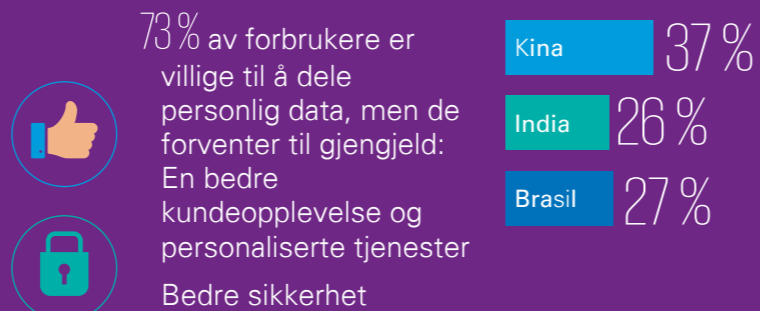 73 % av forbrukere er
villige til å dele
personlig data, men de
forventer til gjengjeld:
En bedre
kundeopplevelse og
personaliserte tjenester
Bedre sikkerhet
Kina 37 %
India 26 %
Brasil 27 %